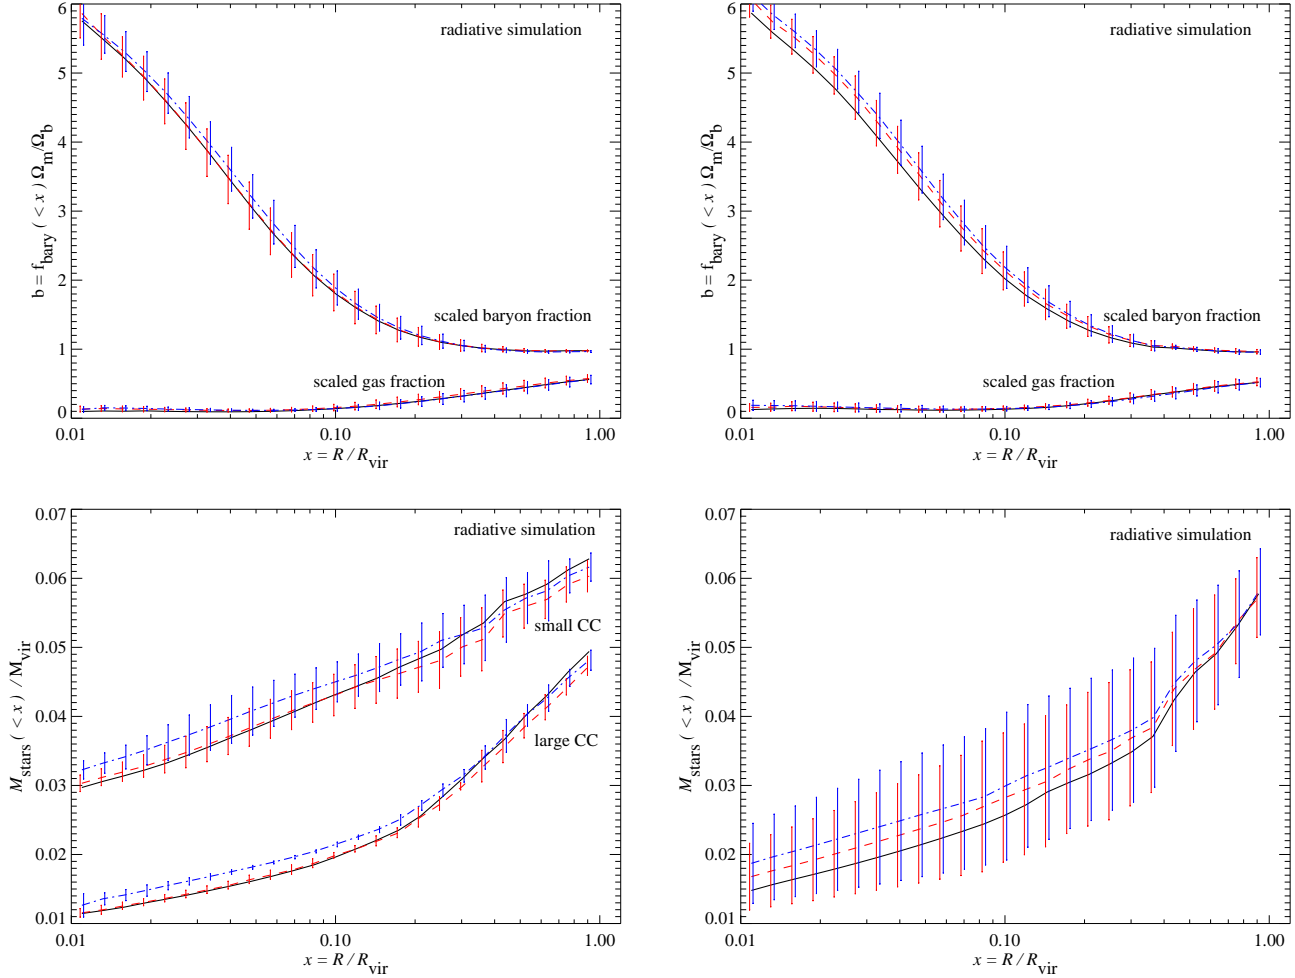 6
5
4
3
2
1
0
b = f_bary ( < x ) Ω_m/Ω_b
radiative simulation
scaled baryon fraction
scaled gas fraction
0.01
0.10
1.00
x = R / R_vir
6
5
4
3
2
1
0
b = f_bary ( < x ) Ω_m/Ω_b
radiative simulation
scaled baryon fraction
scaled gas fraction
0.01
0.10
1.00
x = R / R_vir
0.07
0.06
0.05
0.04
0.03
0.02
0.01
M_stars ( < x ) / M_vir
radiative simulation
small CC
large CC
0.01
0.10
1.00
x = R / R_vir
0.07
0.06
0.05
0.04
0.03
0.02
0.01
M_stars ( < x ) / M_vir
radiative simulation
0.01
0.10
1.00
x = R / R_vir